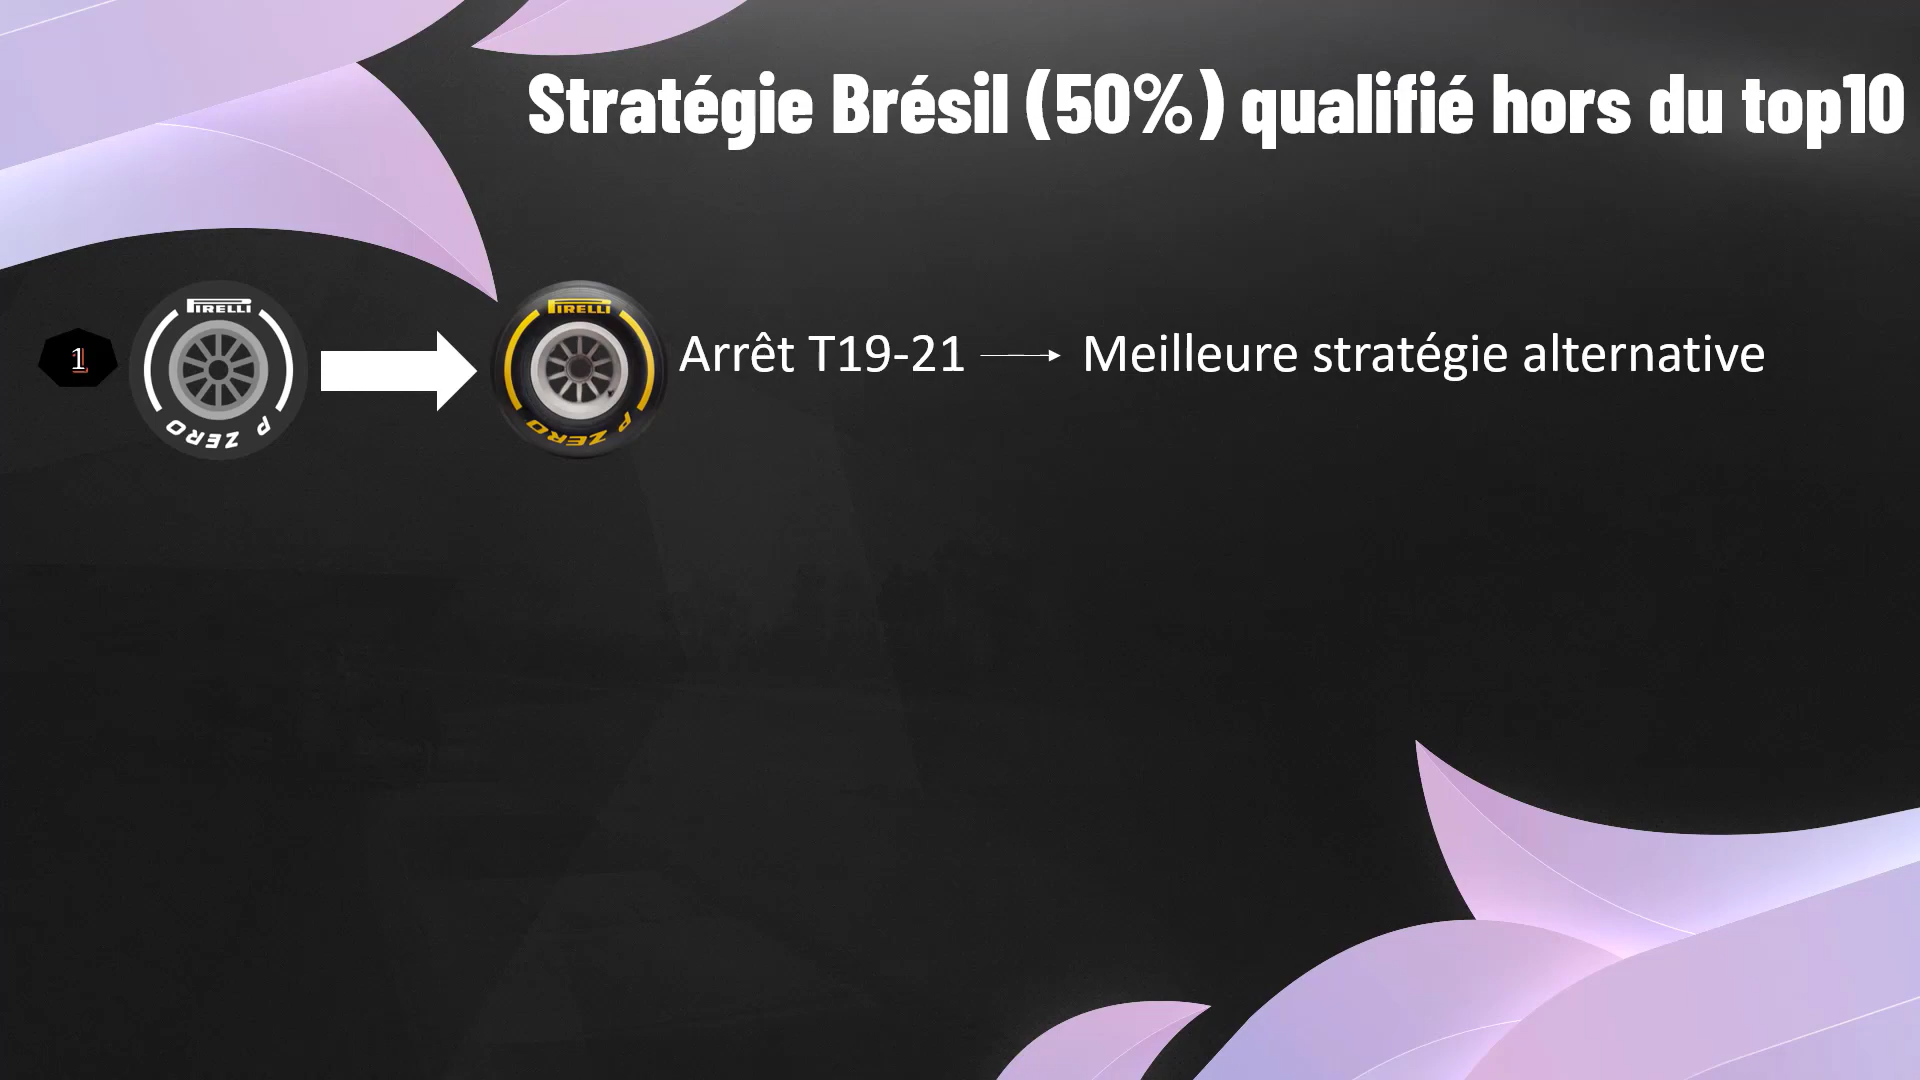 Stratégie Brésil (50%) qualifié hors du top10
1
PIRELLI
P ZERO
PIRELLI
P ZERO
Arrêt T19-21
Meilleure stratégie alternative